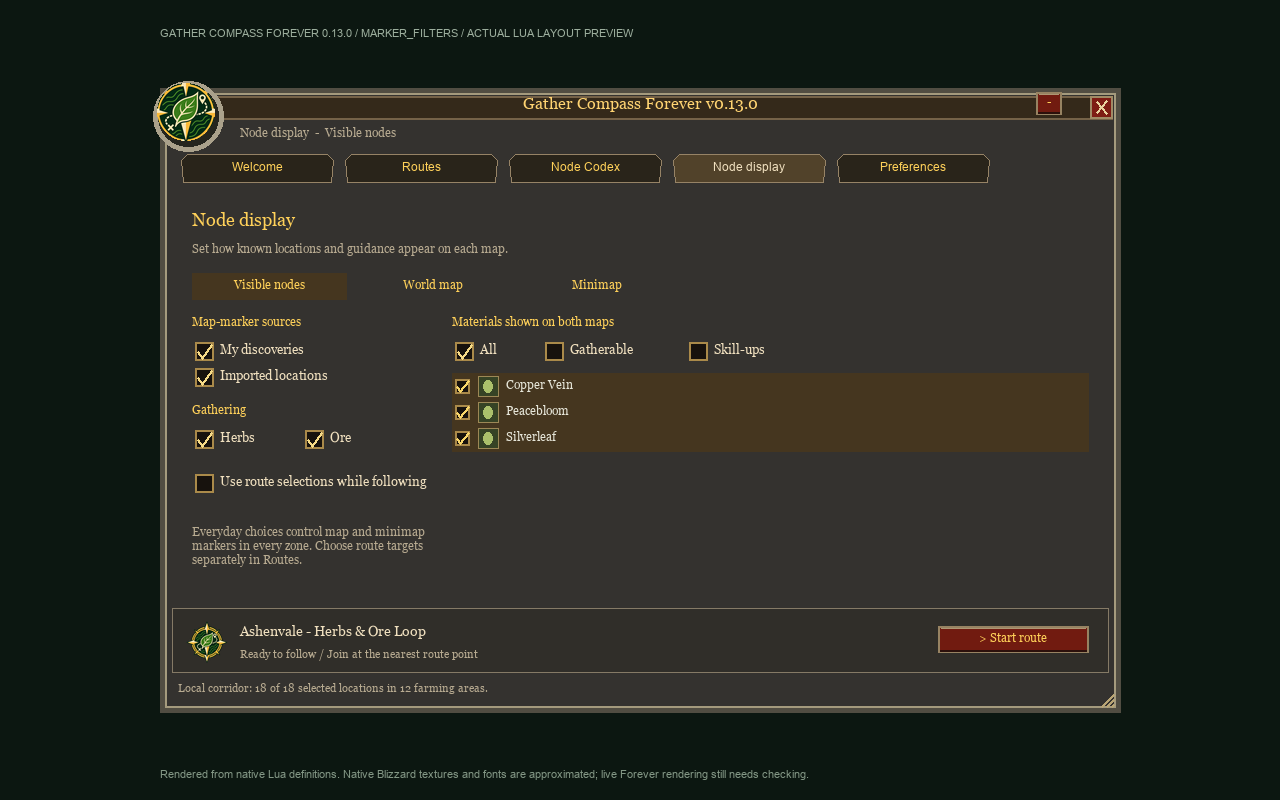 GATHER COMPASS FOREVER 0.13.0 / MARKER_FILTERS / ACTUAL LUA LAYOUT PREVIEW
Gather Compass Forever v0.13.0
-
X
Node display - Visible nodes
Welcome
Routes
Node Codex
Node display
Preferences
Node display
Set how known locations and guidance appear on each map.
Visible nodes
World map
Minimap
Map-marker sources
My discoveries
Imported locations
Gathering
Herbs
Ore
Use route selections while following
Everyday choices control map and minimap
markers in every zone. Choose route targets
separately in Routes.
Materials shown on both maps
All
Gatherable
Skill-ups
Copper Vein
Peacebloom
Silverleaf
Ashenvale - Herbs & Ore Loop
Ready to follow / Join at the nearest route point
> Start route
Local corridor: 18 of 18 selected locations in 12 farming areas.
Rendered from native Lua definitions. Native Blizzard textures and fonts are approximated; live Forever rendering still needs checking.